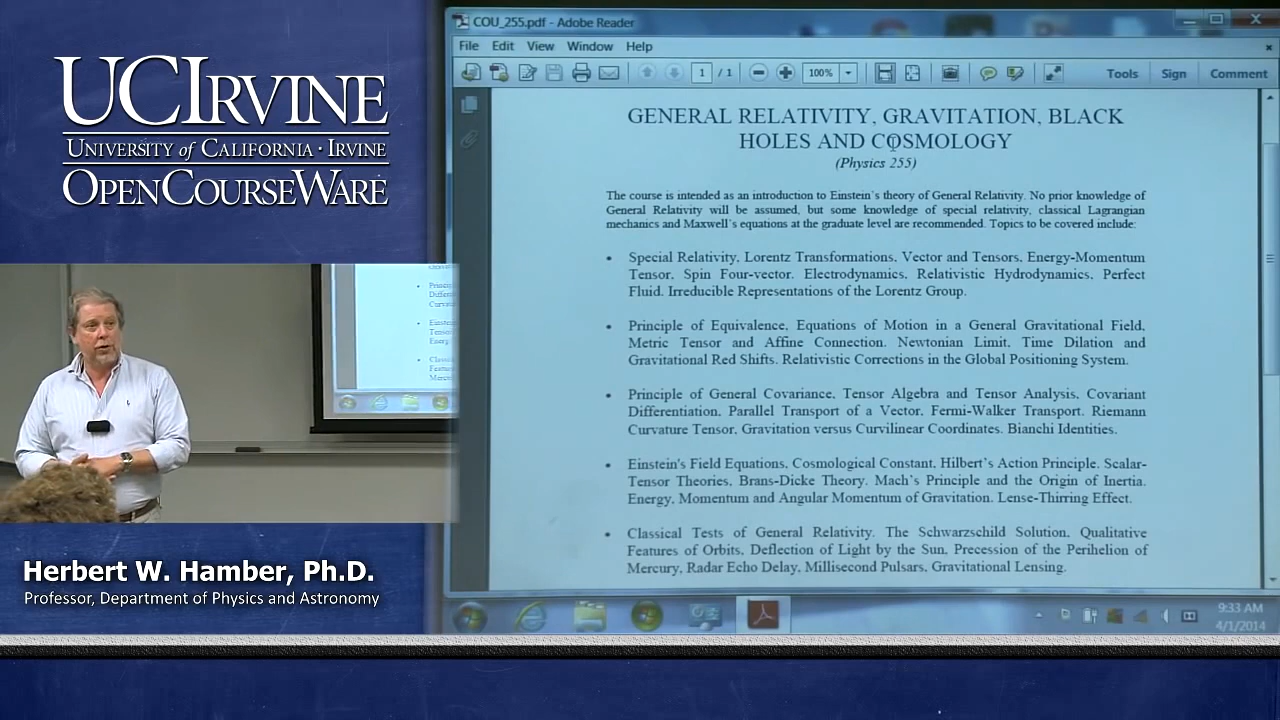 UCIRVINE
UNIVERSITY of CALIFORNIA · IRVINE
OPENCOURSEWARE
Herbert W. Hamber, Ph.D.
Professor, Department of Physics and Astronomy
COU_255.pdf - Adobe Reader
File Edit View Window Help
1 / 1 100% Tools Sign Comment
GENERAL RELATIVITY, GRAVITATION, BLACK
HOLES AND COSMOLOGY
(Physics 255)
The course is intended as an introduction to Einstein's theory of General Relativity. No prior knowledge of
General Relativity will be assumed, but some knowledge of special relativity, classical Lagrangian
mechanics and Maxwell's equations at the graduate level are recommended. Topics to be covered include:
• Special Relativity, Lorentz Transformations, Vector and Tensors, Energy-Momentum
Tensor, Spin Four-vector. Electrodynamics, Relativistic Hydrodynamics, Perfect
Fluid. Irreducible Representations of the Lorentz Group.
• Principle of Equivalence, Equations of Motion in a General Gravitational Field,
Metric Tensor and Affine Connection. Newtonian Limit, Time Dilation and
Gravitational Red Shifts. Relativistic Corrections in the Global Positioning System.
• Principle of General Covariance, Tensor Algebra and Tensor Analysis, Covariant
Differentiation, Parallel Transport of a Vector, Fermi-Walker Transport. Riemann
Curvature Tensor, Gravitation versus Curvilinear Coordinates. Bianchi Identities.
• Einstein's Field Equations, Cosmological Constant, Hilbert's Action Principle. Scalar-
Tensor Theories, Brans-Dicke Theory. Mach's Principle and the Origin of Inertia.
Energy, Momentum and Angular Momentum of Gravitation. Lense-Thirring Effect.
• Classical Tests of General Relativity. The Schwarzschild Solution, Qualitative
Features of Orbits, Deflection of Light by the Sun, Precession of the Perihelion of
Mercury, Radar Echo Delay, Millisecond Pulsars, Gravitational Lensing.
9:33 AM
4/1/2014